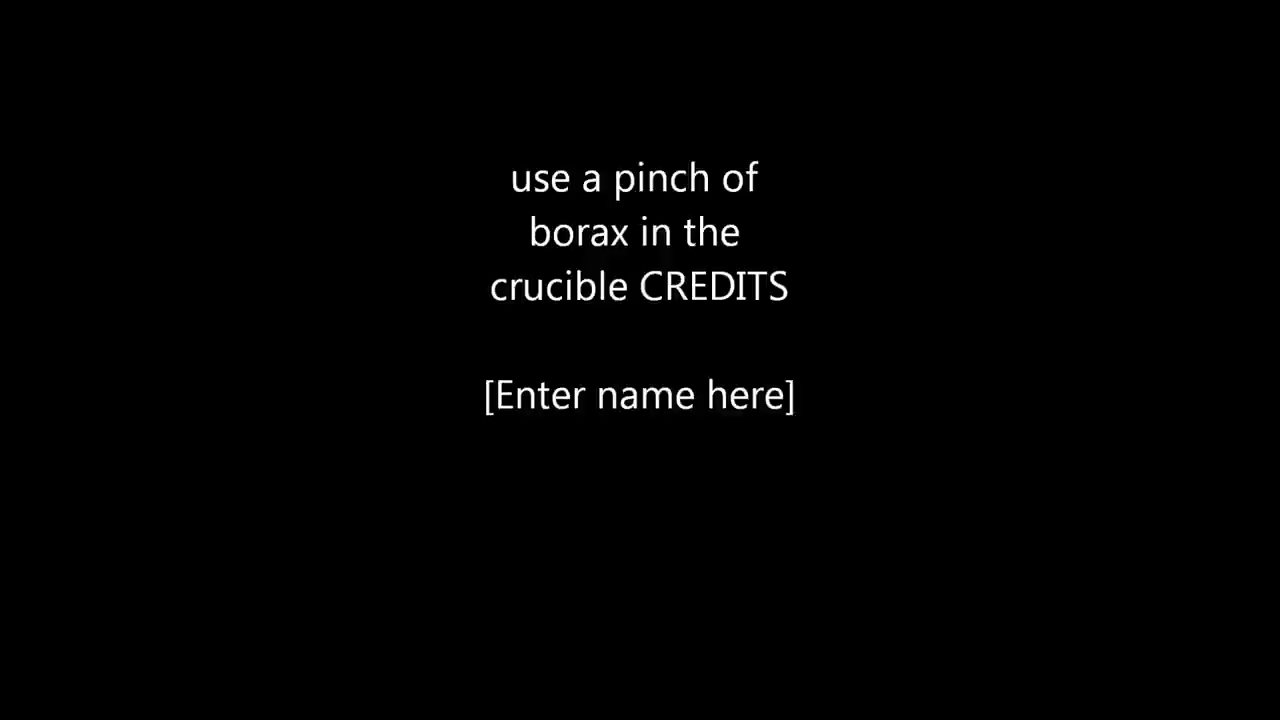 use a pinch of
borax in the
crucible CREDITS
[Enter name here]